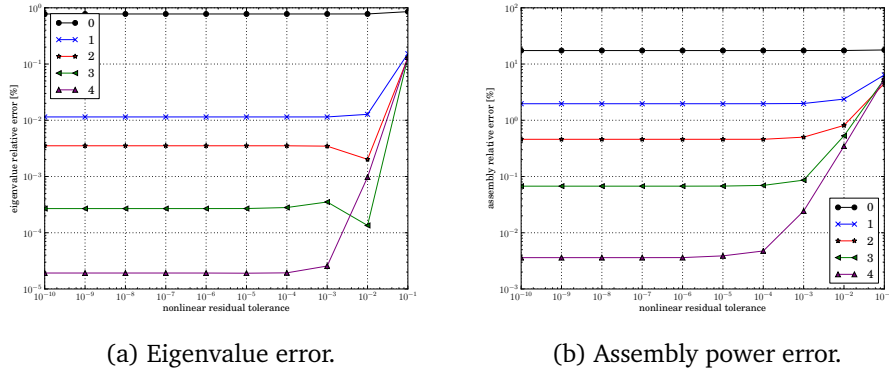 10^0
10^-1
10^-2
10^-3
10^-4
10^-5
eigenvalue relative error [%]
0
1
2
3
4
10^-10 10^-9 10^-8 10^-7 10^-6 10^-5 10^-4 10^-3 10^-2 10^-1
nonlinear residual tolerance
(a) Eigenvalue error.
10^2
10^1
10^0
10^-1
10^-2
10^-3
assembly relative error [%]
0
1
2
3
4
10^-10 10^-9 10^-8 10^-7 10^-6 10^-5 10^-4 10^-3 10^-2 10^-1
nonlinear residual tolerance
(b) Assembly power error.